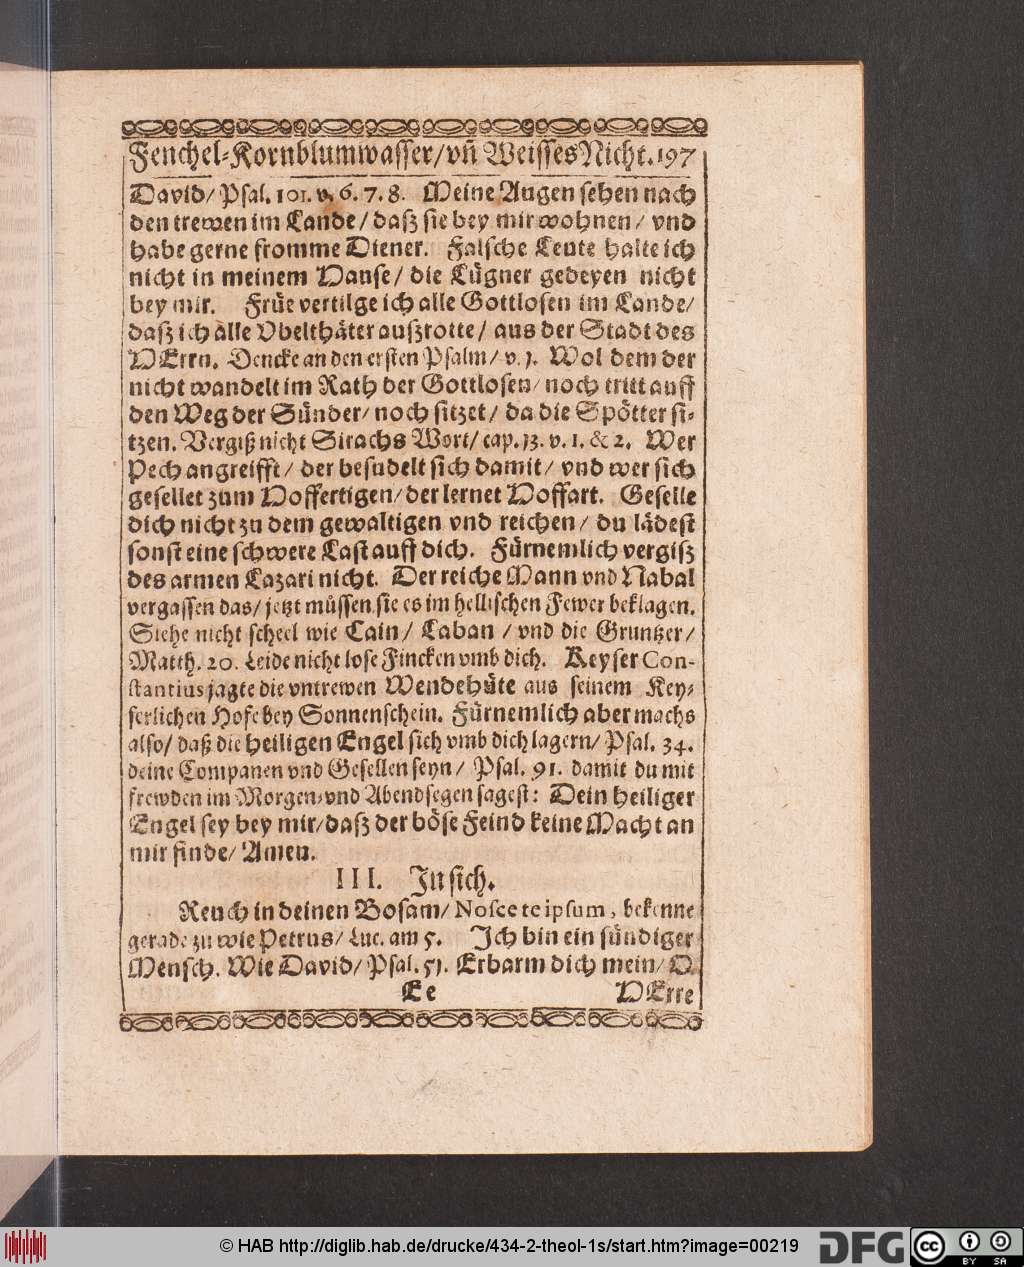 Fenchel-Kornblumwasser/vñ Weisses Nicht. 197
David/ Psal. 101. v. 6. 7. 8. Meine Augen sehen nach
den trewen im Lande/ daß sie bey mir wohnen/ vnd
habe gerne fromme Diener. Falsche Leute halte ich
nicht in meinem Hause/ die Lügner gedeyen nicht
bey mir. Früe vertilge ich alle Gottlosen im Lande/
daß ich alle Vbelthäter außrotte/ aus der Stadt des
HErrn. Dencke an den ersten Psalm/ v. 1. Wol dem der
nicht wandelt im Rath der Gottlosen/ noch tritt auff
den Weg der Sünder/ noch sitzet/ da die Spötter si-
tzen. Vergiß nicht Sirachs Wort/ cap. 13. v. 1. & 2. Wer
Pech angreifft/ der besudelt sich damit/ vnd wer sich
gesellet zum Hoffertigen/ der lernet Hoffart. Geselle
dich nicht zu dem gewaltigen vnd reichen/ du lädest
sonst eine schwere Last auff dich. Fürnemlich vergiß
des armen Lazari nicht. Der reiche Mann vnd Nabal
vergassen das/ jetzt müssen sie es im hellischen Fewer beklagen.
Siehe nicht scheel wie Cain/ Laban / vnd die Gruntzer/
Matth. 20. Leide nicht lose Fincken vmb dich. Keyser Con-
stantius jagte die vntrewen Wendehüte aus seinem Key-
serlichen Hofe bey Sonnenschein. Fürnemlich aber machs
also/ daß die heiligen Engel sich vmb dich lagern/ Psal. 34.
deine Companen vnd Gesellen seyn/ Psal. 91. damit du mit
frewden im Morgen-vnd Abendsegen sagest: Dein heiliger
Engel sey bey mir/ daß der böse Feind keine Macht an
mir finde/ Amen.
III. In sich.
Reuch in deinen Bosam/ Nosce te ipsum, bekenne
gerade zu wie Petrus/ Luc. am 5. Ich bin ein sündiger
Mensch. Wie David/ Psal. 51. Erbarm dich mein/ O
Ee HErre
© HAB http://diglib.hab.de/drucke/434-2-theol-1s/start.htm?image=00219
DFG cc BY SA